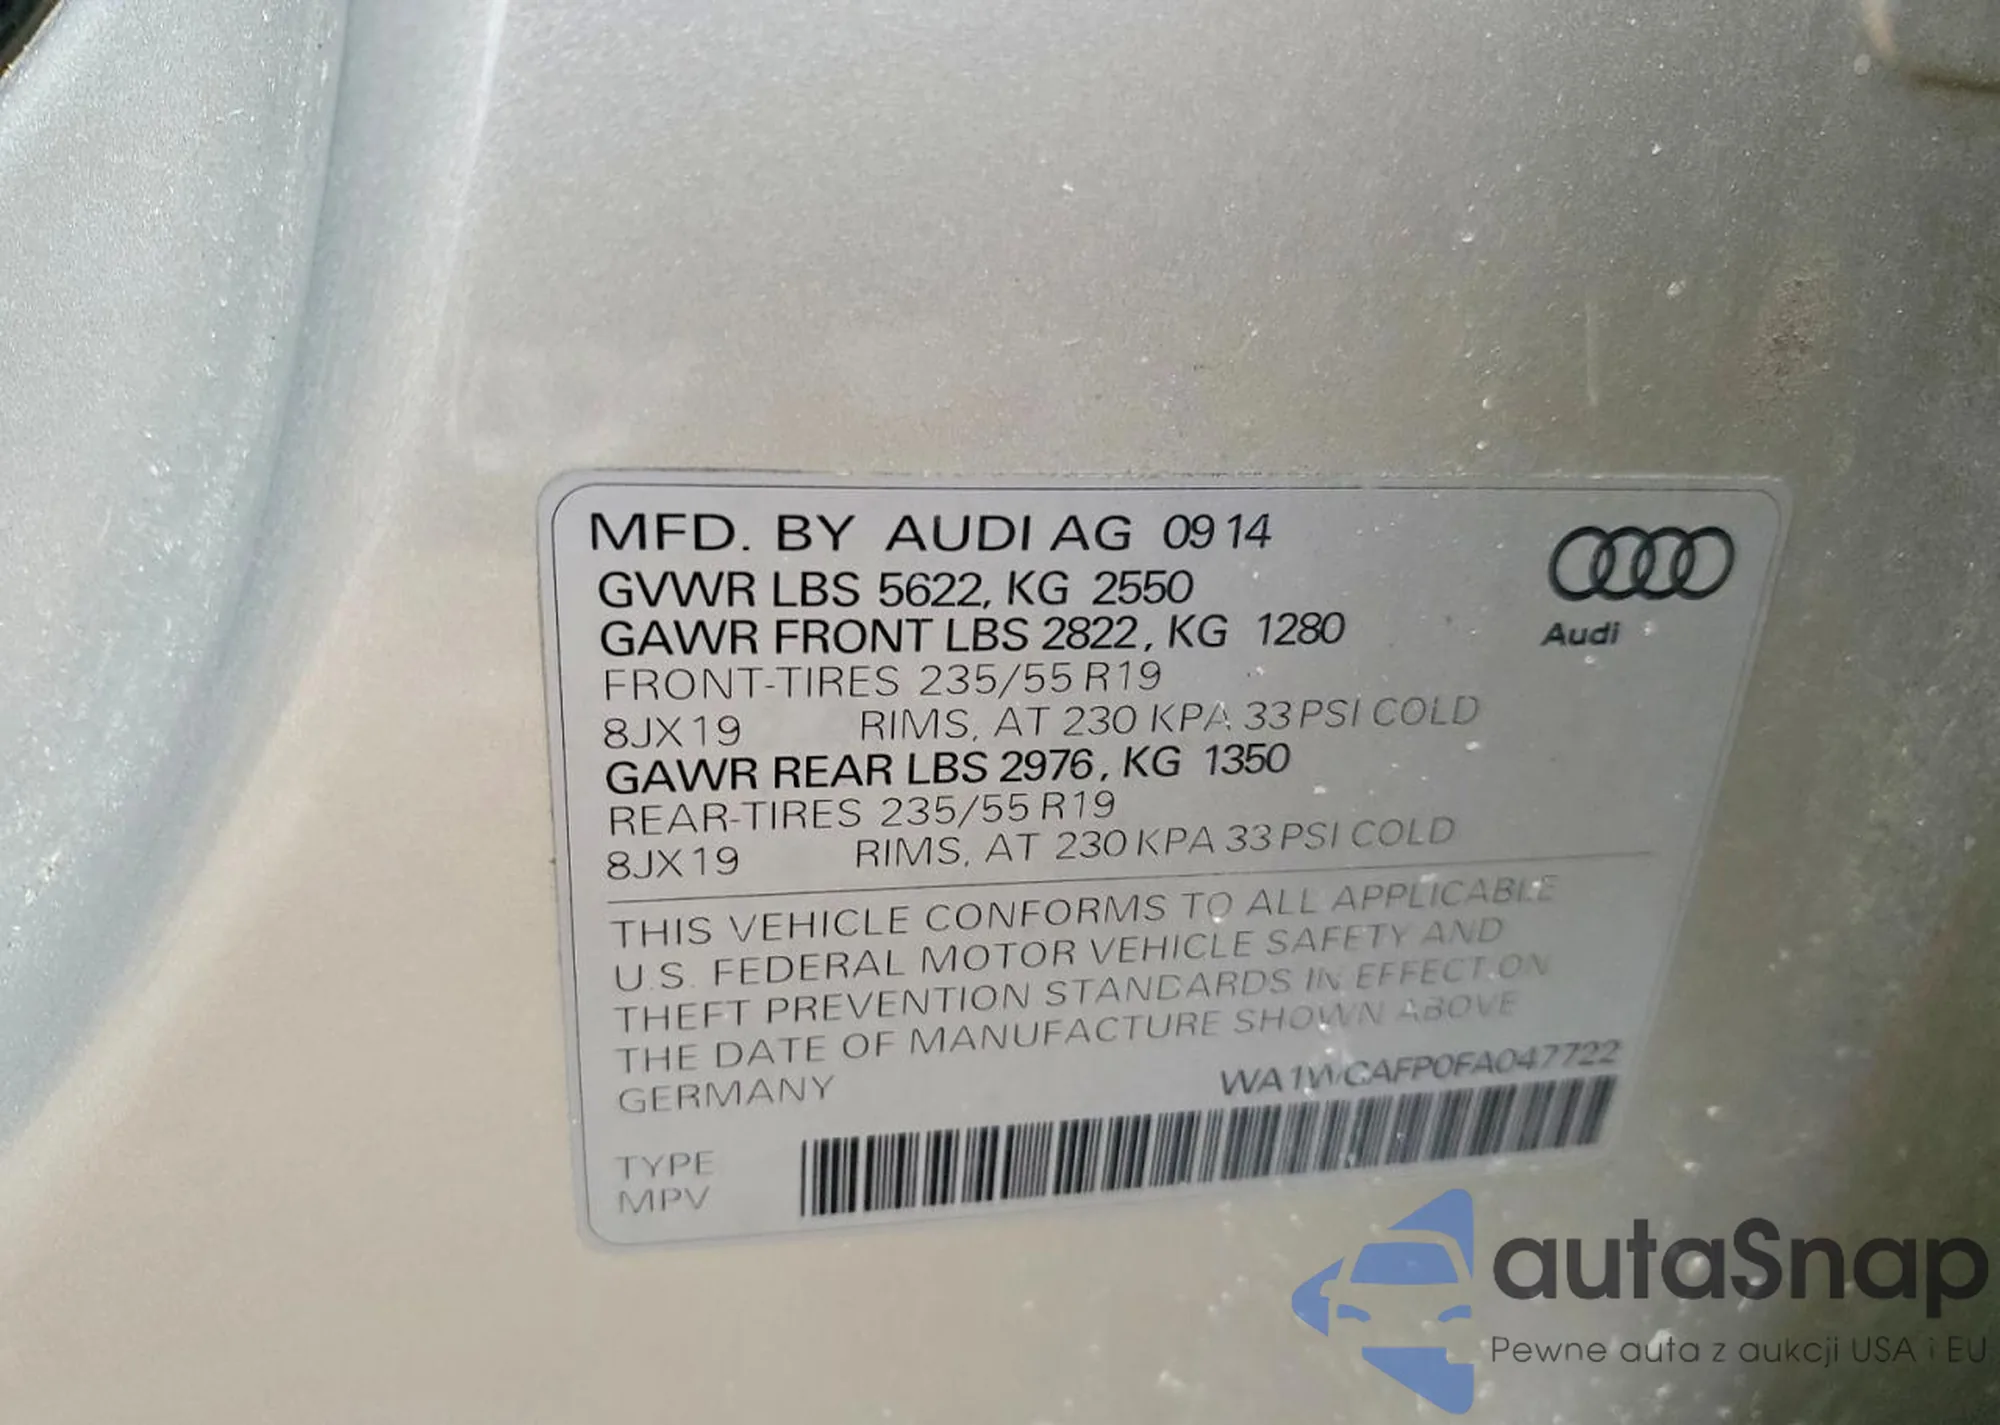 MFD. BY AUDI AG 09 14
GVWR LBS 5622, KG 2550
GAWR FRONT LBS 2822, KG 1280
FRONT-TIRES 235/55 R19
8JX19 RIMS, AT 230 KPA 33 PSI COLD
GAWR REAR LBS 2976, KG 1350
REAR-TIRES 235/55 R19
8JX19 RIMS, AT 230 KPA 33 PSI COLD
Audi
THIS VEHICLE CONFORMS TO ALL APPLICABLE
U.S. FEDERAL MOTOR VEHICLE SAFETY AND
THEFT PREVENTION STANDARDS IN EFFECT ON
THE DATE OF MANUFACTURE SHOWN ABOVE
GERMANY WA1WCAFP0FA047722
TYPE
MPV
autaSnap
Pewne auta z aukcji USA i EU